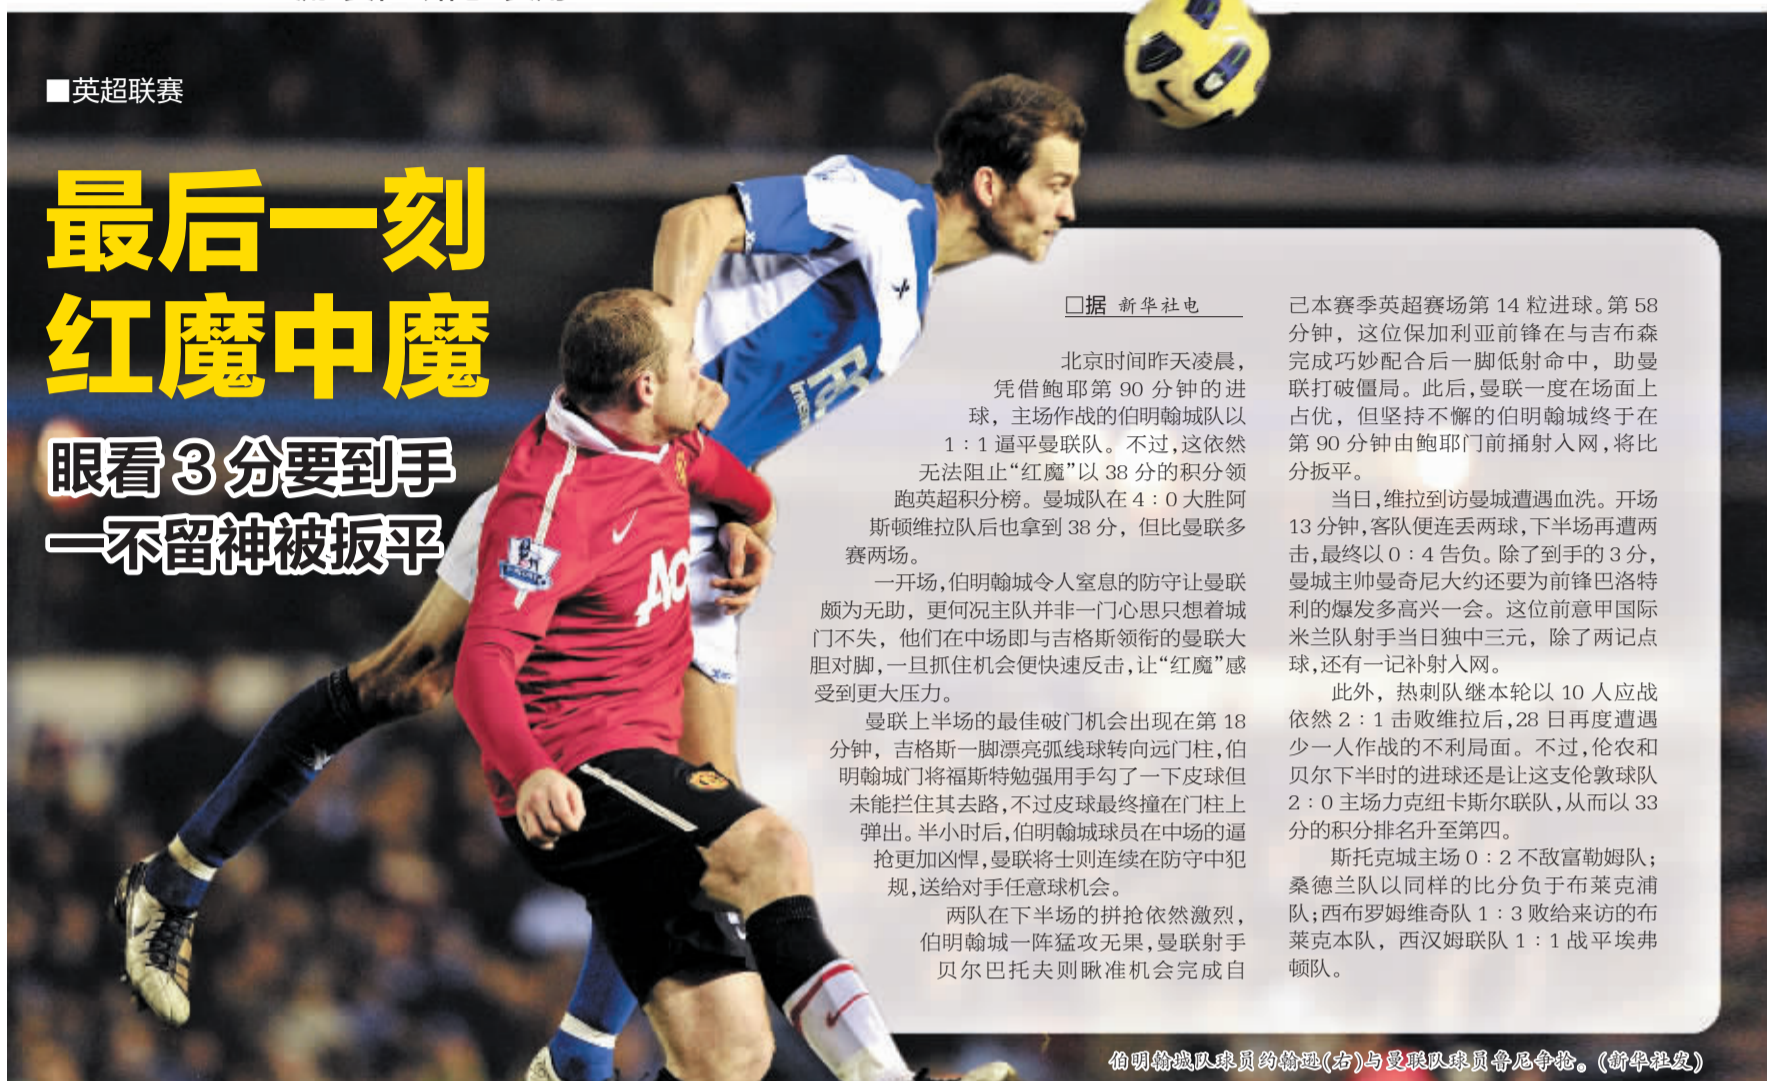 ■英超联赛
最后一刻
红魔中魔
眼看3分要到手
一不留神被扳平
□据 新华社电
北京时间昨天凌晨，
凭借鲍耶第90分钟的进
球，主场作战的伯明翰城队以
1：1逼平曼联队。不过，这依然
无法阻止“红魔”以38分的积分领
跑英超积分榜。曼城队在4：0大胜阿
斯顿维拉队后也拿到38分，但比曼联多
赛两场。
一开场，伯明翰城令人窒息的防守让曼联
颇为无助，更何况主队并非一门心思只想着城
门不失，他们在中场即与吉格斯领衔的曼联大
胆对脚，一旦抓住机会便快速反击，让“红魔”感
受到更大压力。
曼联上半场的最佳破门机会出现在第18
分钟，吉格斯一脚漂亮弧线球转向远门柱，伯
明翰城门将福斯特勉强用手勾了一下皮球但
未能拦住其去路，不过皮球最终撞在门柱上
弹出。半小时后，伯明翰城球员在中场的逼
抢更加凶悍，曼联将士则连续在防守中犯
规，送给对手任意球机会。
两队在下半场的拼抢依然激烈，
伯明翰城一阵猛攻无果，曼联射手
贝尔巴托夫则瞅准机会完成自
己本赛季英超赛场第14粒进球。第58
分钟，这位保加利亚前锋在与吉布森
完成巧妙配合后一脚低射命中，助曼
联打破僵局。此后，曼联一度在场面上
占优，但坚持不懈的伯明翰城终于在
第90分钟由鲍耶门前捅射入网，将比
分扳平。
当日，维拉到访曼城遭遇血洗。开场
13分钟，客队便连丢两球，下半场再遭两
击，最终以0：4告负。除了到手的3分，
曼城主帅曼奇尼大约还要为前锋巴洛特
利的爆发多高兴一会。这位前意甲国际
米兰队射手当日独中三元，除了两记点
球，还有一记补射入网。
此外，热刺队继本轮以10人应战
依然2：1击败维拉后，28日再度遭遇
少一人作战的不利局面。不过，伦农和
贝尔下半时的进球还是让这支伦敦球队
2：0主场力克纽卡斯尔联队，从而以33
分的积分排名升至第四。
斯托克城主场0：2不敌富勒姆队；
桑德兰队以同样的比分负于布莱克浦
队；西布罗姆维奇队1：3败给来访的布
莱克本队，西汉姆联队1：1战平埃弗
顿队。
伯明翰城队球员约翰逊(右)与曼联队球员鲁尼争抢。(新华社发)